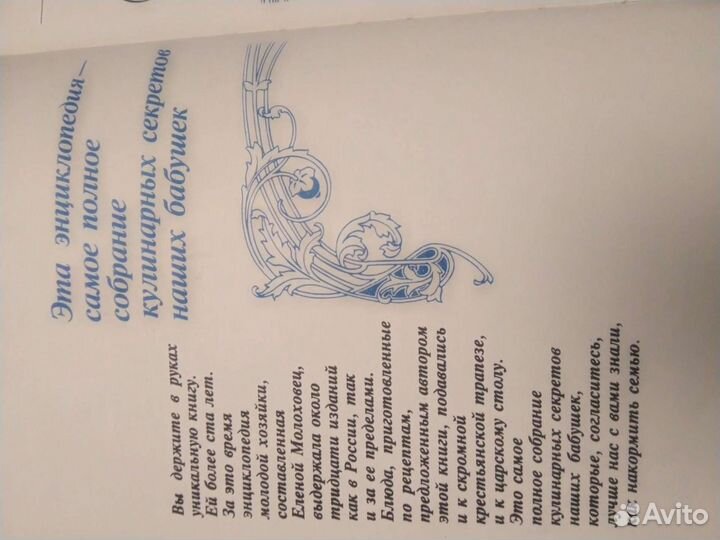 Эта энциклопедия—
самое полное
собрание
кулинарных секретов
наших бабушек
Вы держите в руках
уникальную книгу.
Ей более ста лет.
За это время
энциклопедия
молодой хозяйки,
составленная
Еленой Молоховец,
выдержала около
тридцати изданий
как в России, так
и за ее пределами.
Блюда, приготовленные
по рецептам,
предложенным автором
этой книги, подавались
и к скромной
крестьянской трапезе,
и к царскому столу.
Это самое
полное собрание
кулинарных секретов
наших бабушек,
которые, согласитесь,
лучше нас с вами знали,
как накормить семью.
Avito